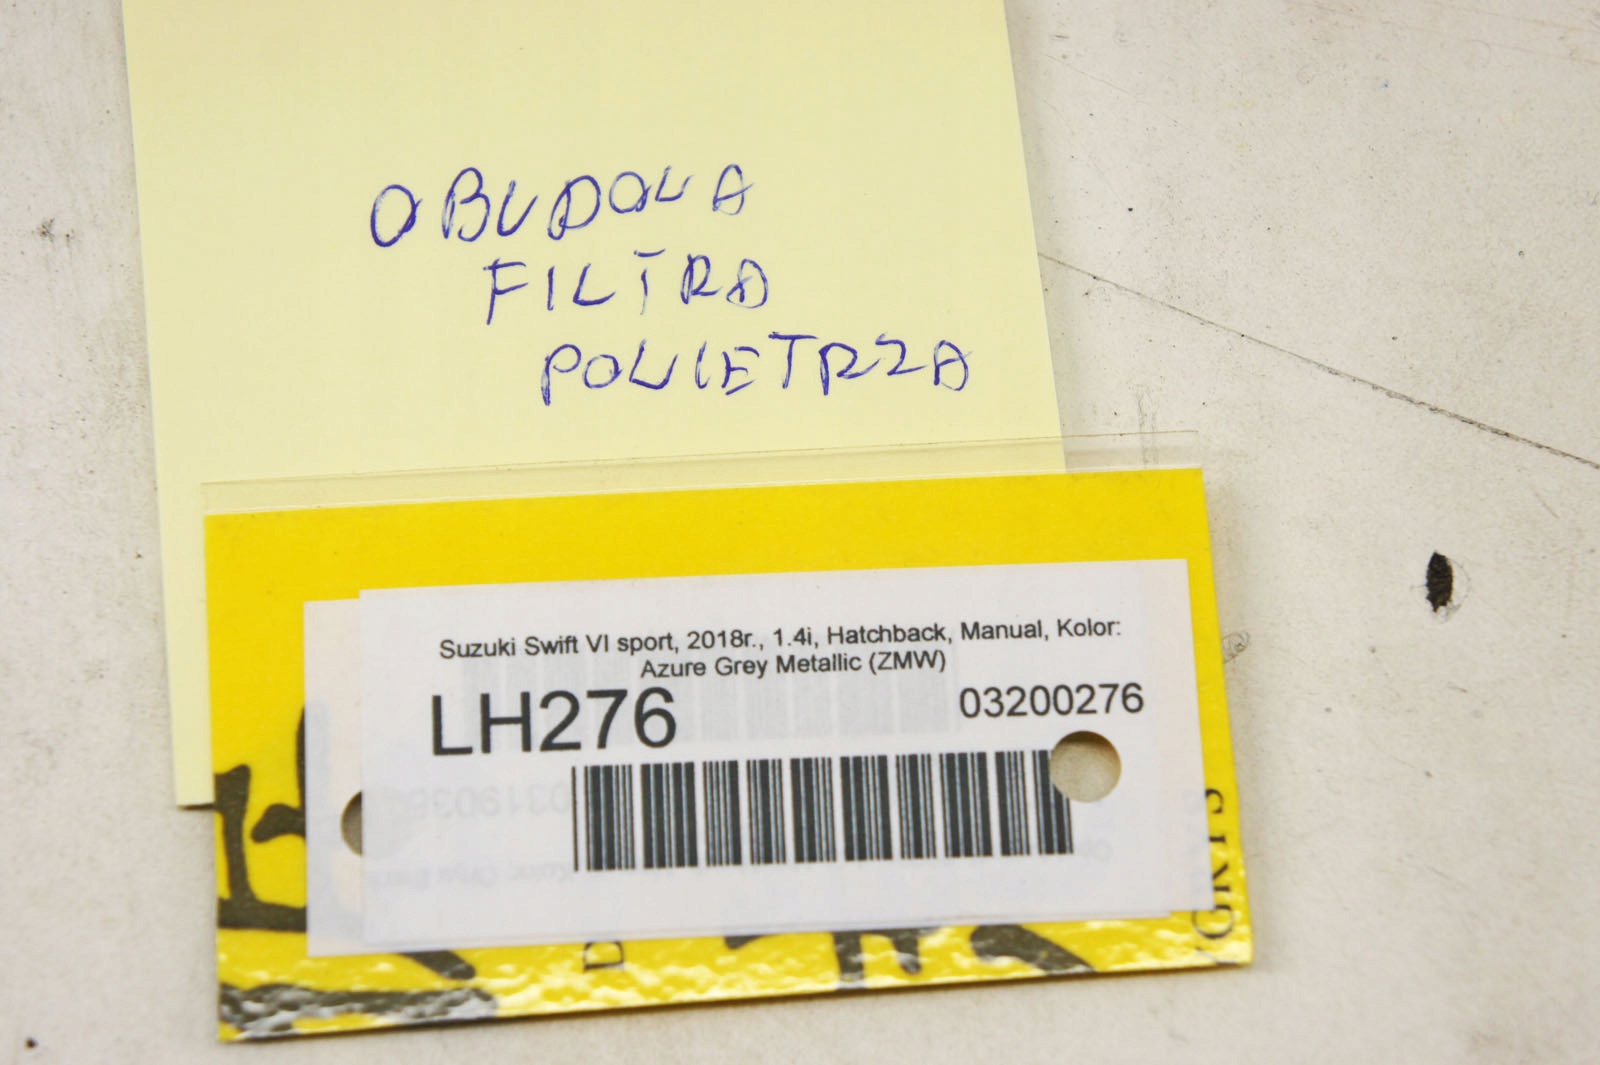 OBUDOWA
FILTRA
POWIETRZA
Suzuki Swift VI sport, 2018r., 1.4i, Hatchback, Manual, Kolor:
Azure Grey Metallic (ZMW)
LH276
03200276